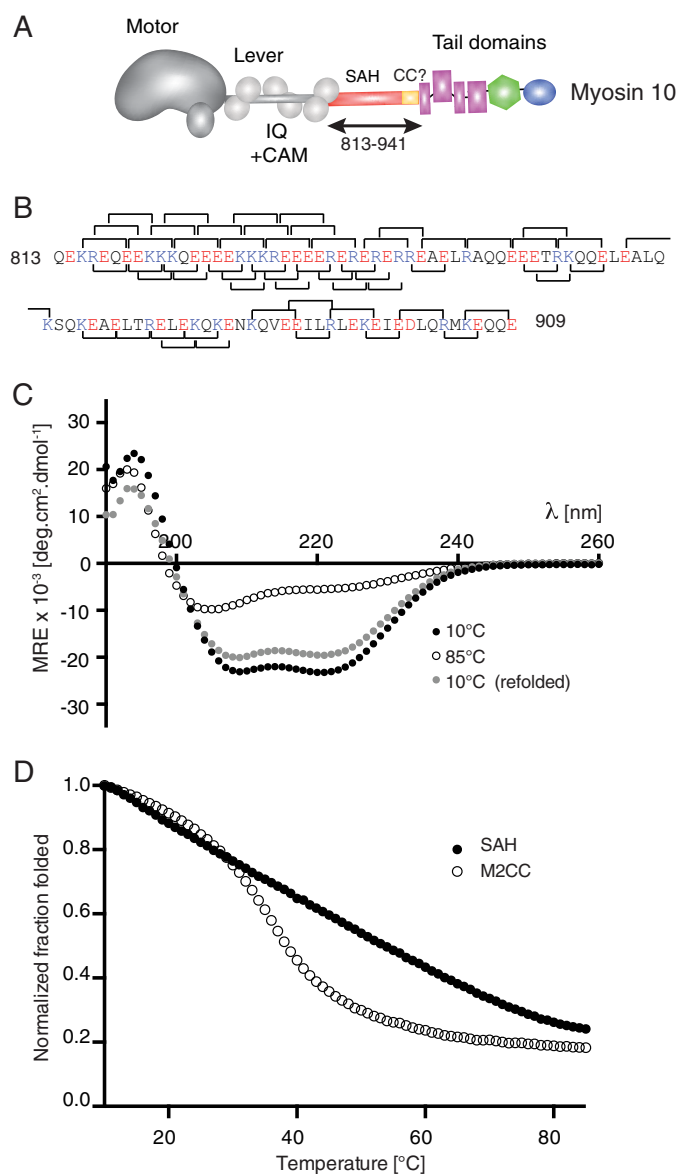 A
Motor
Lever
Tail domains
SAH
CC?
Myosin 10
IQ
+CAM
813-941
B
813 QEKREQEEKKKQEEEEKKKREEEERERERERREAELRAQQEEETRKQQELEALQ
KSQKEAELTRELEKQKENKQVEEILRLEKEIEDLQRMKEQQE 909
C
30
20
10
0
-10
-20
-30
MRE x 10⁻³ [deg.cm².dmol⁻¹]
λ [nm]
200
220
240
260
10°C
85°C
10°C (refolded)
D
1.0
0.8
0.6
0.4
0.2
0.0
Normalized fraction folded
SAH
M2CC
20
40
60
80
Temperature [°C]